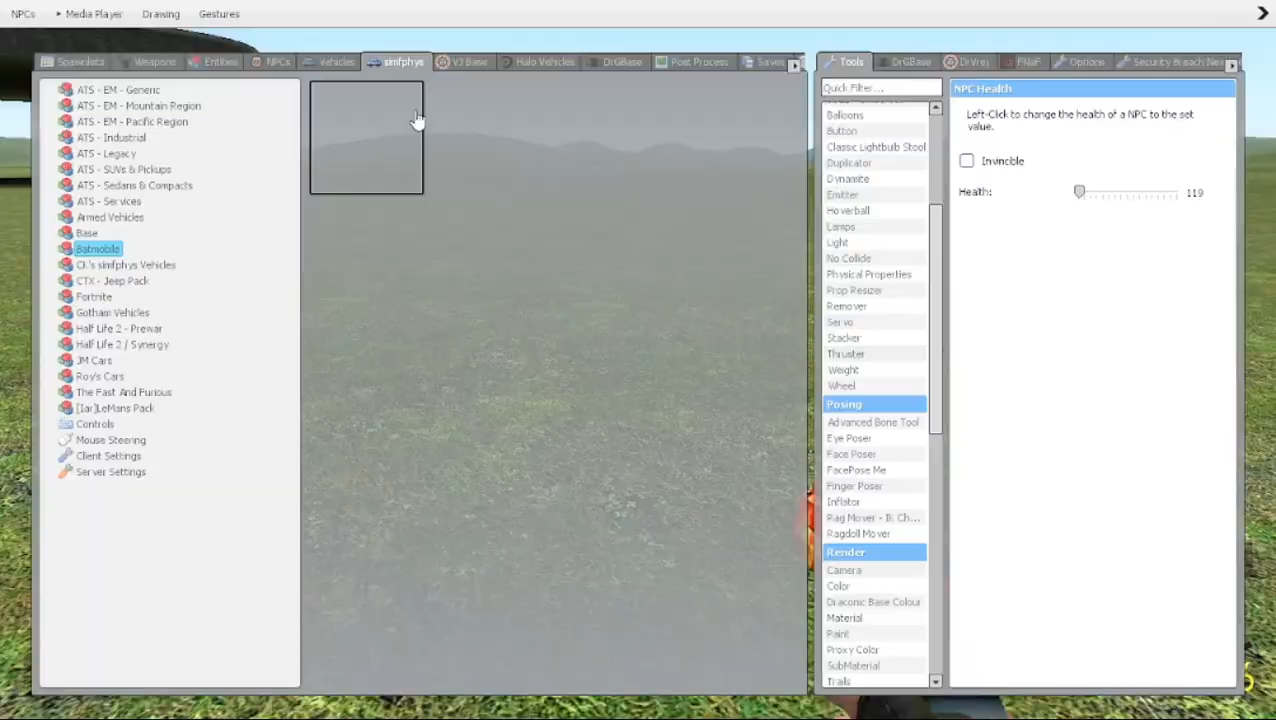 NPCs Media Player Drawing Gestures
Spawnlists Weapons Entities NPCs Vehicles simfphys VJ Base Halo Vehicles DrGBase Post Process Saves
Tools DrGBase DrVrej FNaF Options Security Breach
ATS - EM - Generic
ATS - EM - Mountain Region
ATS - EM - Pacific Region
ATS - Industrial
ATS - Legacy
ATS - SUVs & Pickups
ATS - Sedans & Compacts
ATS - Services
Armed Vehicles
Base
Batmobile
simfphys Vehicles
CTX - Jeep Pack
Fortnite
Gotham Vehicles
Half Life 2 - Prewar
Half Life 2 / Synergy
JM Cars
Roy's Cars
The Fast And Furious
LeMans Pack
Controls
Mouse Steering
Client Settings
Server Settings
Quick Filter...
Balloons
Button
Classic Lightbulb Stool
Duplicator
Dynamite
Emitter
Hoverball
Lamps
Light
No Collide
Physical Properties
Prop Resizer
Remover
Servo
Stacker
Thruster
Weight
Wheel
Posing
Advanced Bone Tool
Eye Poser
Face Poser
FacePose Me
Finger Poser
Inflator
Rag Mover - B: Ch...
Ragdoll Mover
Render
Camera
Color
Draconic Base Colour
Material
Paint
Proxy Color
SubMaterial
Trails
NPC Health
Left-Click to change the health of a NPC to the set
value.
Invincible
Health: 119